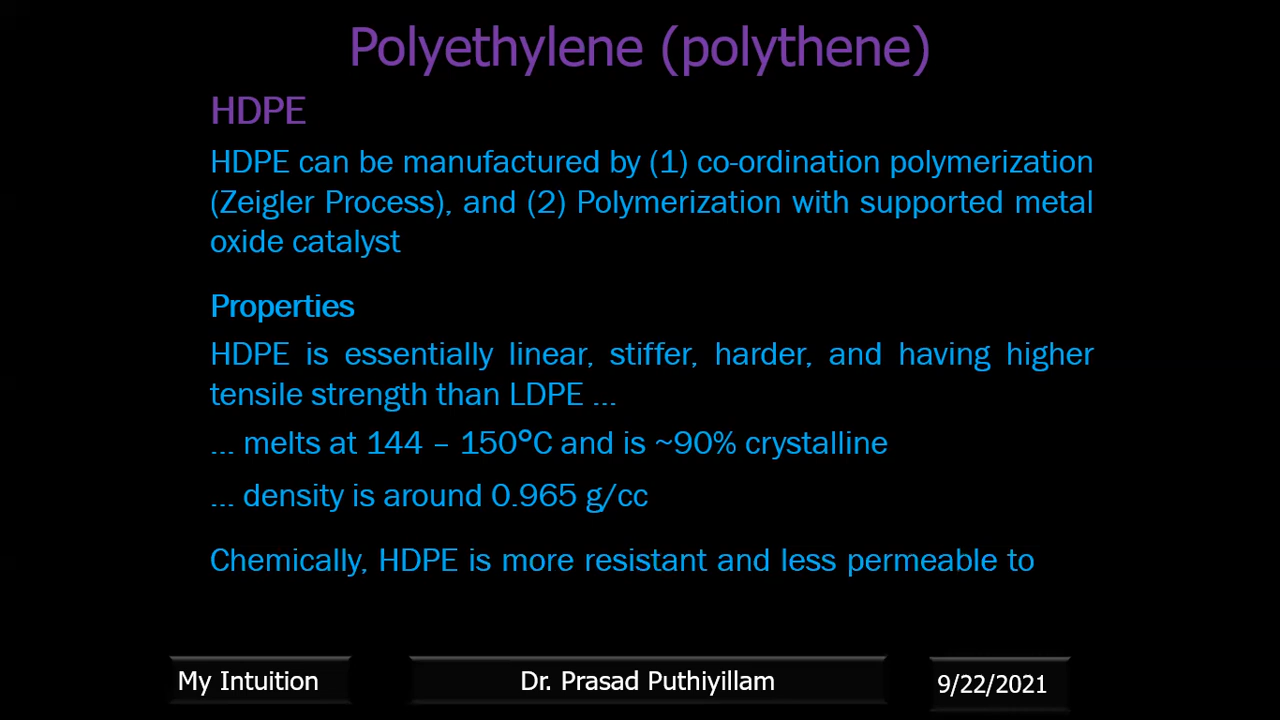 Polyethylene (polythene)
HDPE
HDPE can be manufactured by (1) co-ordination polymerization
(Zeigler Process), and (2) Polymerization with supported metal
oxide catalyst
Properties
HDPE is essentially linear, stiffer, harder, and having higher
tensile strength than LDPE ...
... melts at 144 – 150°C and is ~90% crystalline
... density is around 0.965 g/cc
Chemically, HDPE is more resistant and less permeable to
My Intuition
Dr. Prasad Puthiyillam
9/22/2021